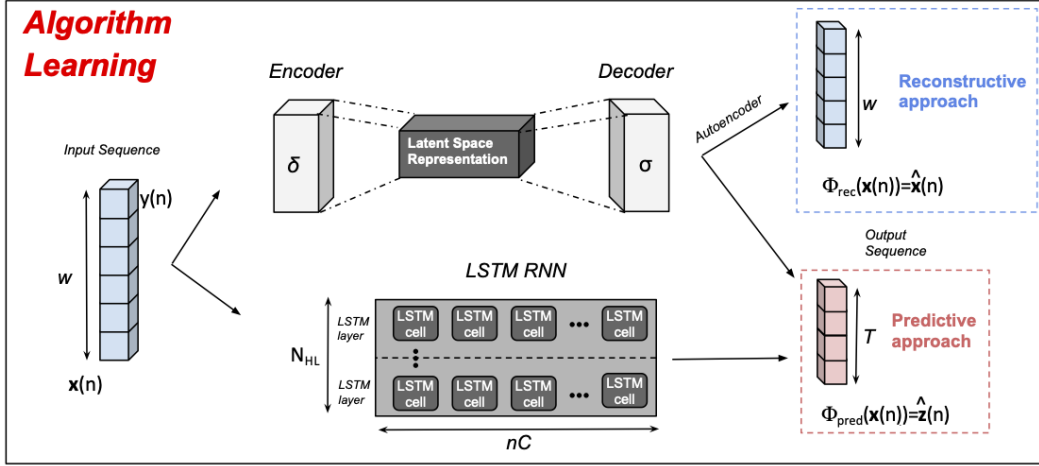 Algorithm
Learning
Input Sequence
y(n)
w
x(n)
Encoder
δ
Latent Space
Representation
Decoder
σ
Autoencoder
w
Reconstructive
approach
Φrec(x(n))=x̂(n)
LSTM RNN
NHL
LSTM
layer
LSTM
cell
LSTM
cell
LSTM
cell
•••
LSTM
cell
LSTM
layer
LSTM
cell
LSTM
cell
LSTM
cell
•••
LSTM
cell
nC
Output
Sequence
T
Predictive
approach
Φpred(x(n))=ẑ(n)